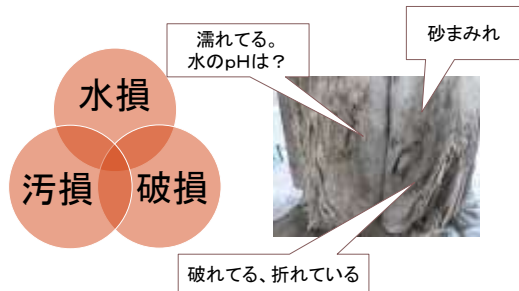 水損
汚損
破損
濡れてる。
水のpHは？
砂まみれ
破れてる、折れている